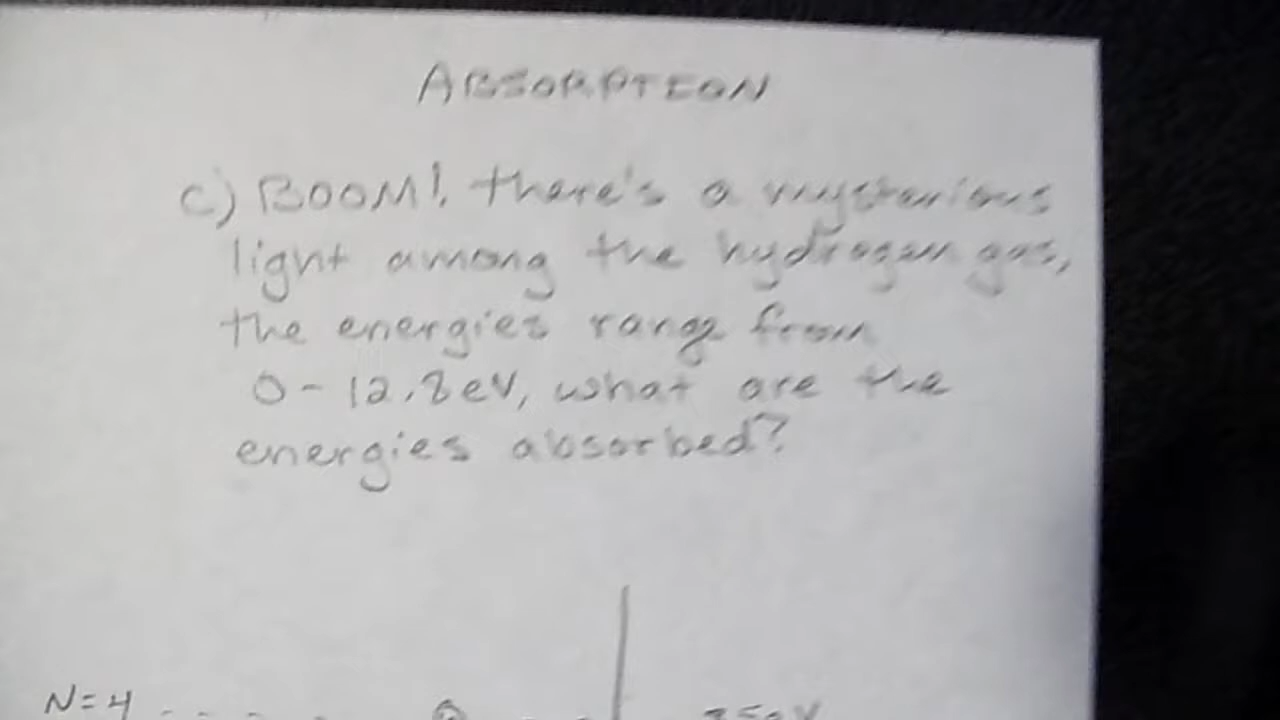 ABSORPTION
c) BOOM! there's a mysterious
light among the hydrogen gas,
the energies range from
0-12.8eV, what are the
energies absorbed?
N=4